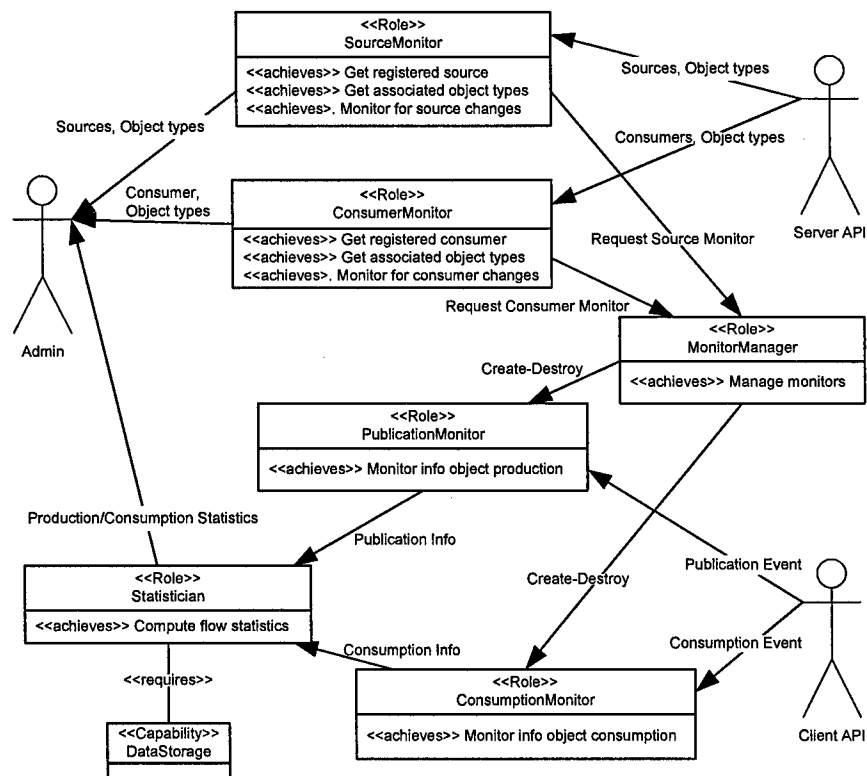 <<Role>>
SourceMonitor
<<achieves>> Get registered source
<<achieves>> Get associated object types
<<achieves>. Monitor for source changes
Sources, Object types
Sources, Object types
Consumers, Object types
Server API
<<Role>>
ConsumerMonitor
<<achieves>> Get registered consumer
<<achieves>> Get associated object types
<<achieves>. Monitor for consumer changes
Consumer,
Object types
Admin
Request Source Monitor
Request Consumer Monitor
<<Role>>
MonitorManager
<<achieves>> Manage monitors
Create-Destroy
<<Role>>
PublicationMonitor
<<achieves>> Monitor info object production
Production/Consumption Statistics
Publication Info
Create-Destroy
Publication Event
Consumption Event
Client API
<<Role>>
Statistician
<<achieves>> Compute flow statistics
Consumption Info
<<requires>>
<<Role>>
ConsumptionMonitor
<<achieves>> Monitor info object consumption
<<Capability>>
DataStorage